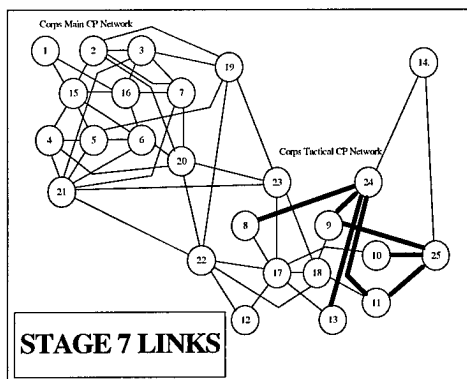 Corps Main CP Network
1 2 3
19
14.
15 16 7
4 5 6
20
Corps Tactical CP Network
21
23 24
8 9
22 17 18 10 25
11
12 13
STAGE 7 LINKS